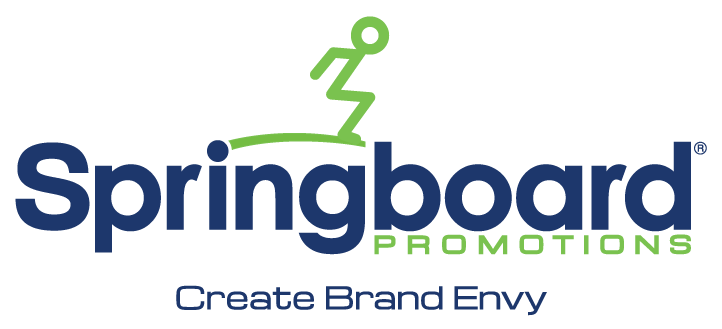 Springboard®
PROMOTIONS
Create Brand Envy